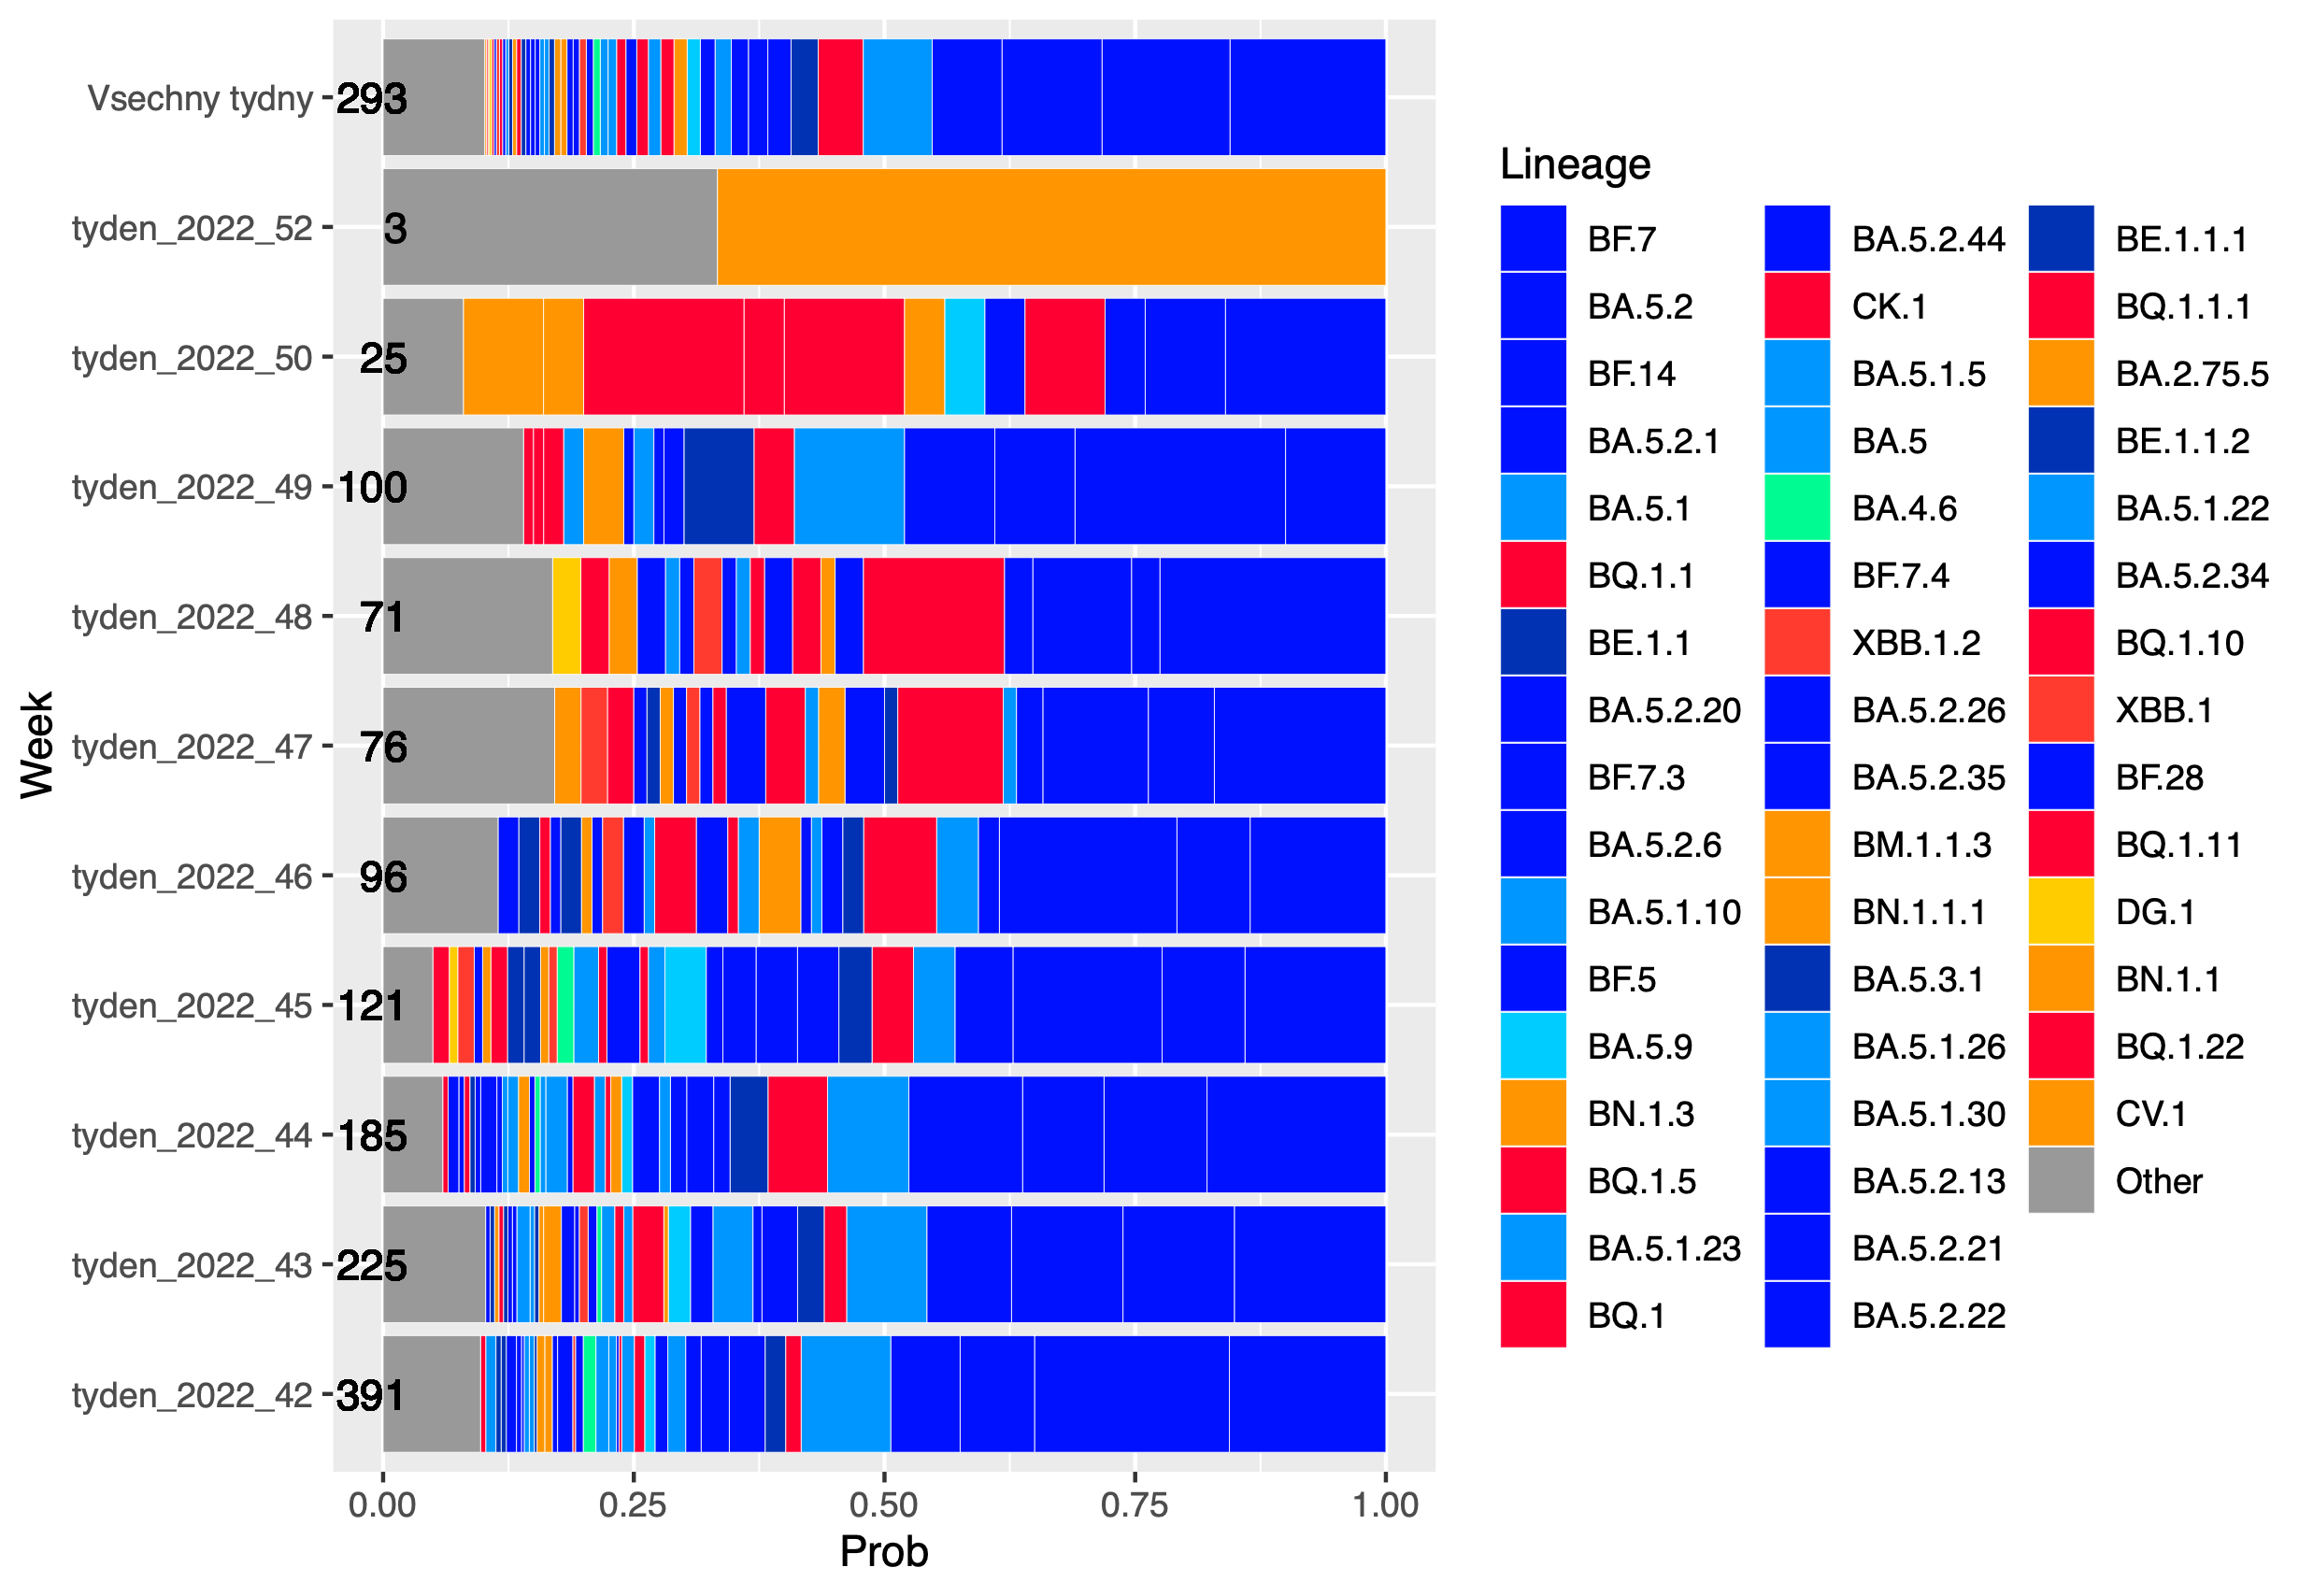 Week
Vsechny tydny 293
tyden_2022_52 3
tyden_2022_50 25
tyden_2022_49 100
tyden_2022_48 71
tyden_2022_47 76
tyden_2022_46 96
tyden_2022_45 121
tyden_2022_44 185
tyden_2022_43 225
tyden_2022_42 391
0.00 0.25 0.50 0.75 1.00
Prob
Lineage
BF.7
BA.5.2
BF.14
BA.5.2.1
BA.5.1
BQ.1.1
BE.1.1
BA.5.2.20
BF.7.3
BA.5.2.6
BA.5.1.10
BF.5
BA.5.9
BN.1.3
BQ.1.5
BA.5.1.23
BQ.1
BA.5.2.44
CK.1
BA.5.1.5
BA.5
BA.4.6
BF.7.4
XBB.1.2
BA.5.2.26
BA.5.2.35
BM.1.1.3
BN.1.1.1
BA.5.3.1
BA.5.1.26
BA.5.1.30
BA.5.2.13
BA.5.2.21
BA.5.2.22
BE.1.1.1
BQ.1.1.1
BA.2.75.5
BE.1.1.2
BA.5.1.22
BA.5.2.34
BQ.1.10
XBB.1
BF.28
BQ.1.11
DG.1
BN.1.1
BQ.1.22
CV.1
Other